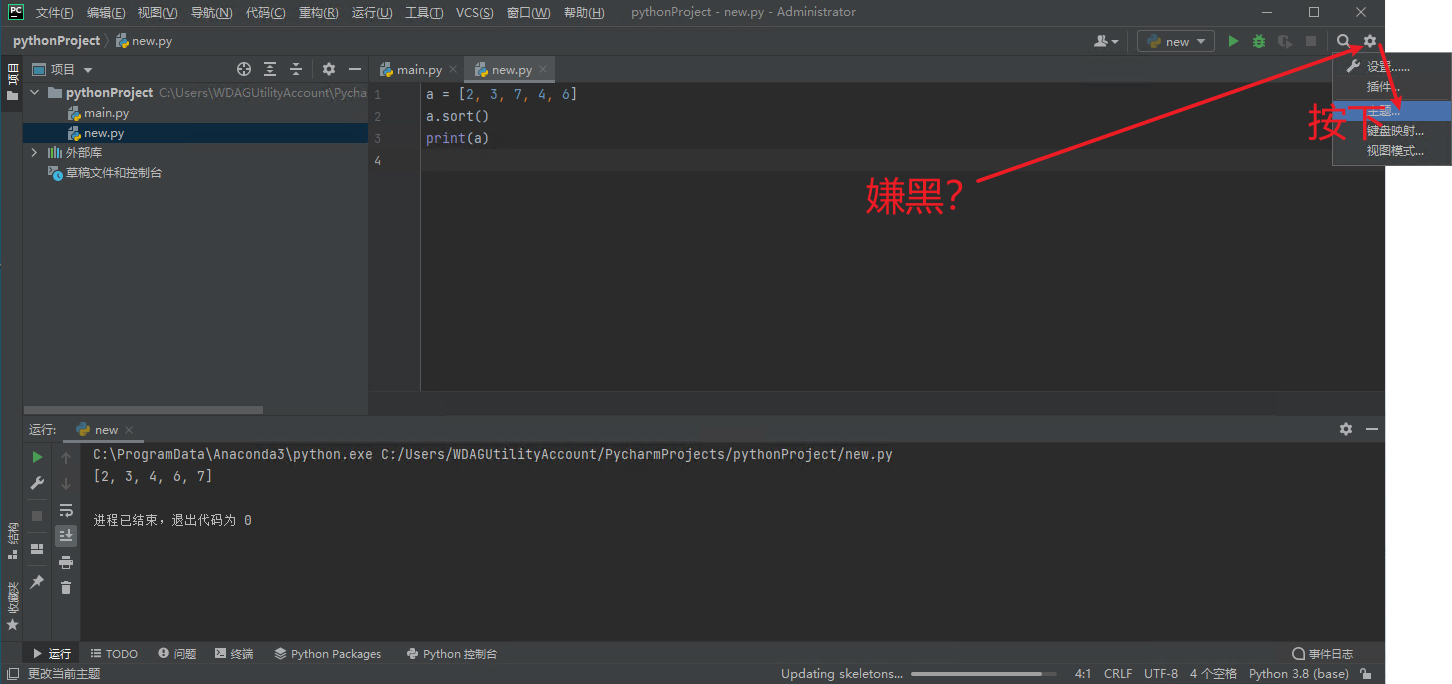 PC 文件(F) 编辑(E) 视图(V) 导航(N) 代码(C) 重构(R) 运行(U) 工具(T) VCS(S) 窗口(W) 帮助(H) pythonProject - new.py - Administrator
pythonProject new.py new
项目
项目
main.py new.py
设置......
插件...
主题...
键盘映射...
视图模式...
按下
嫌黑?
pythonProject C:\Users\WDAGUtilityAccount\Pycha
main.py
new.py
外部库
草稿文件和控制台
1 a = [2, 3, 7, 4, 6]
2 a.sort()
3 print(a)
4
运行: new
C:\ProgramData\Anaconda3\python.exe C:/Users/WDAGUtilityAccount/PycharmProjects/pythonProject/new.py
[2, 3, 4, 6, 7]
进程已结束,退出代码为 0
结构
收藏夹
运行 TODO 问题 终端 Python Packages Python 控制台 事件日志
更改当前主题 Updating skeletons... 4:1 CRLF UTF-8 4 个空格 Python 3.8 (base)